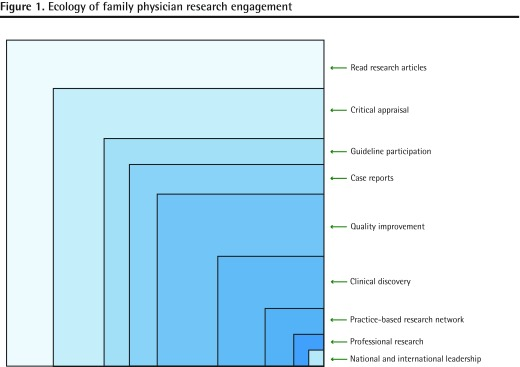 Figure 1. Ecology of family physician research engagement
Read research articles
Critical appraisal
Guideline participation
Case reports
Quality improvement
Clinical discovery
Practice-based research network
Professional research
National and international leadership